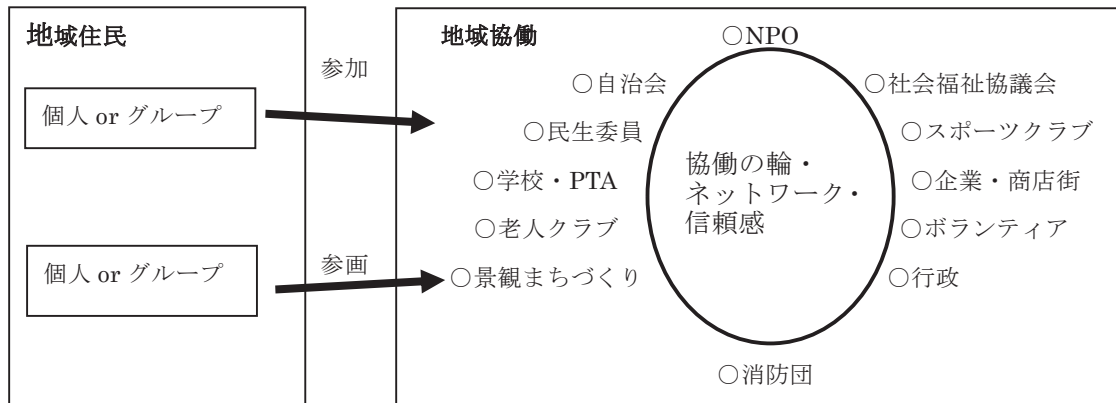 地域住民
個人 or グループ
個人 or グループ
参加
参画
地域協働
○NPO
○自治会
○社会福祉協議会
○民生委員
○スポーツクラブ
○学校・PTA
○企業・商店街
○老人クラブ
○ボランティア
○景観まちづくり
○行政
○消防団
協働の輪・
ネットワーク・
信頼感